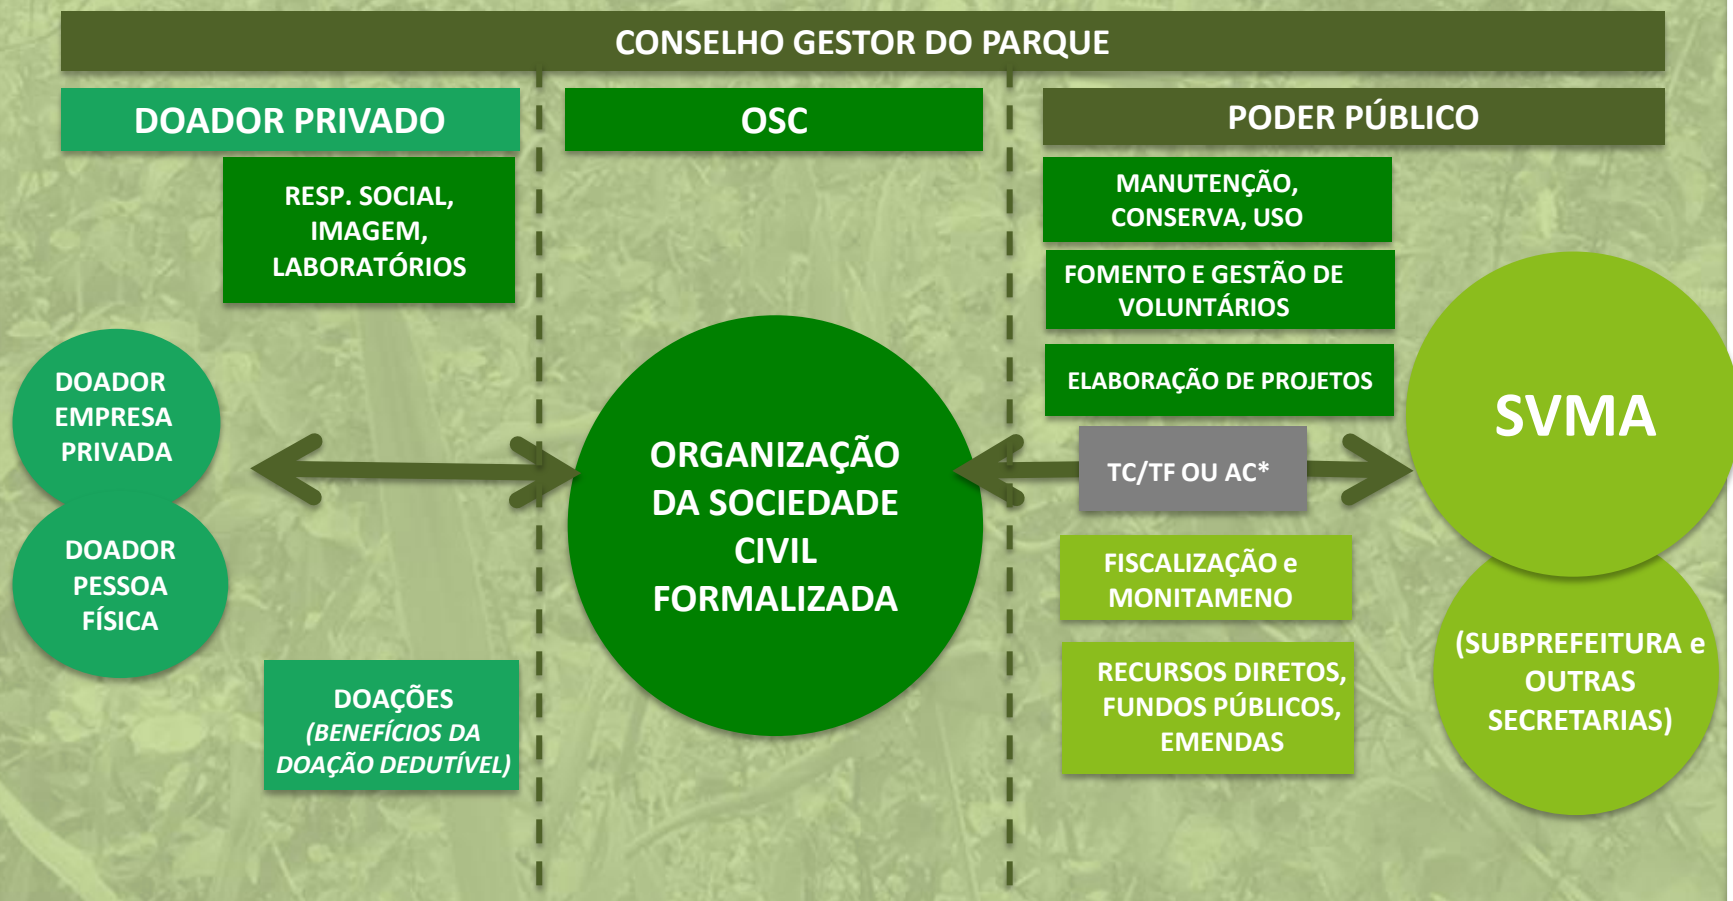 CONSELHO GESTOR DO PARQUE
DOADOR PRIVADO
RESP. SOCIAL,
IMAGEM,
LABORATÓRIOS
DOADOR
EMPRESA
PRIVADA
DOADOR
PESSOA
FÍSICA
DOAÇÕES
(BENEFÍCIOS DA
DOAÇÃO DEDUTÍVEL)
OSC
ORGANIZAÇÃO
DA SOCIEDADE
CIVIL
FORMALIZADA
PODER PÚBLICO
MANUTENÇÃO,
CONSERVA, USO
FOMENTO E GESTÃO DE
VOLUNTÁRIOS
ELABORAÇÃO DE PROJETOS
TC/TF OU AC*
FISCALIZAÇÃO e
MONITAMENO
RECURSOS DIRETOS,
FUNDOS PÚBLICOS,
EMENDAS
SVMA
(SUBPREFEITURA e
OUTRAS
SECRETARIAS)